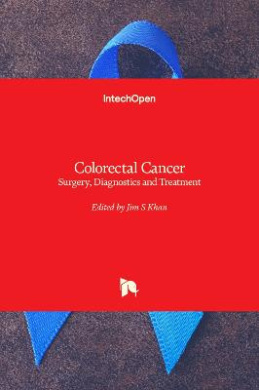 IntechOpen
Colorectal Cancer
Surgery, Diagnostics and Treatment
Edited by Jim S Khan